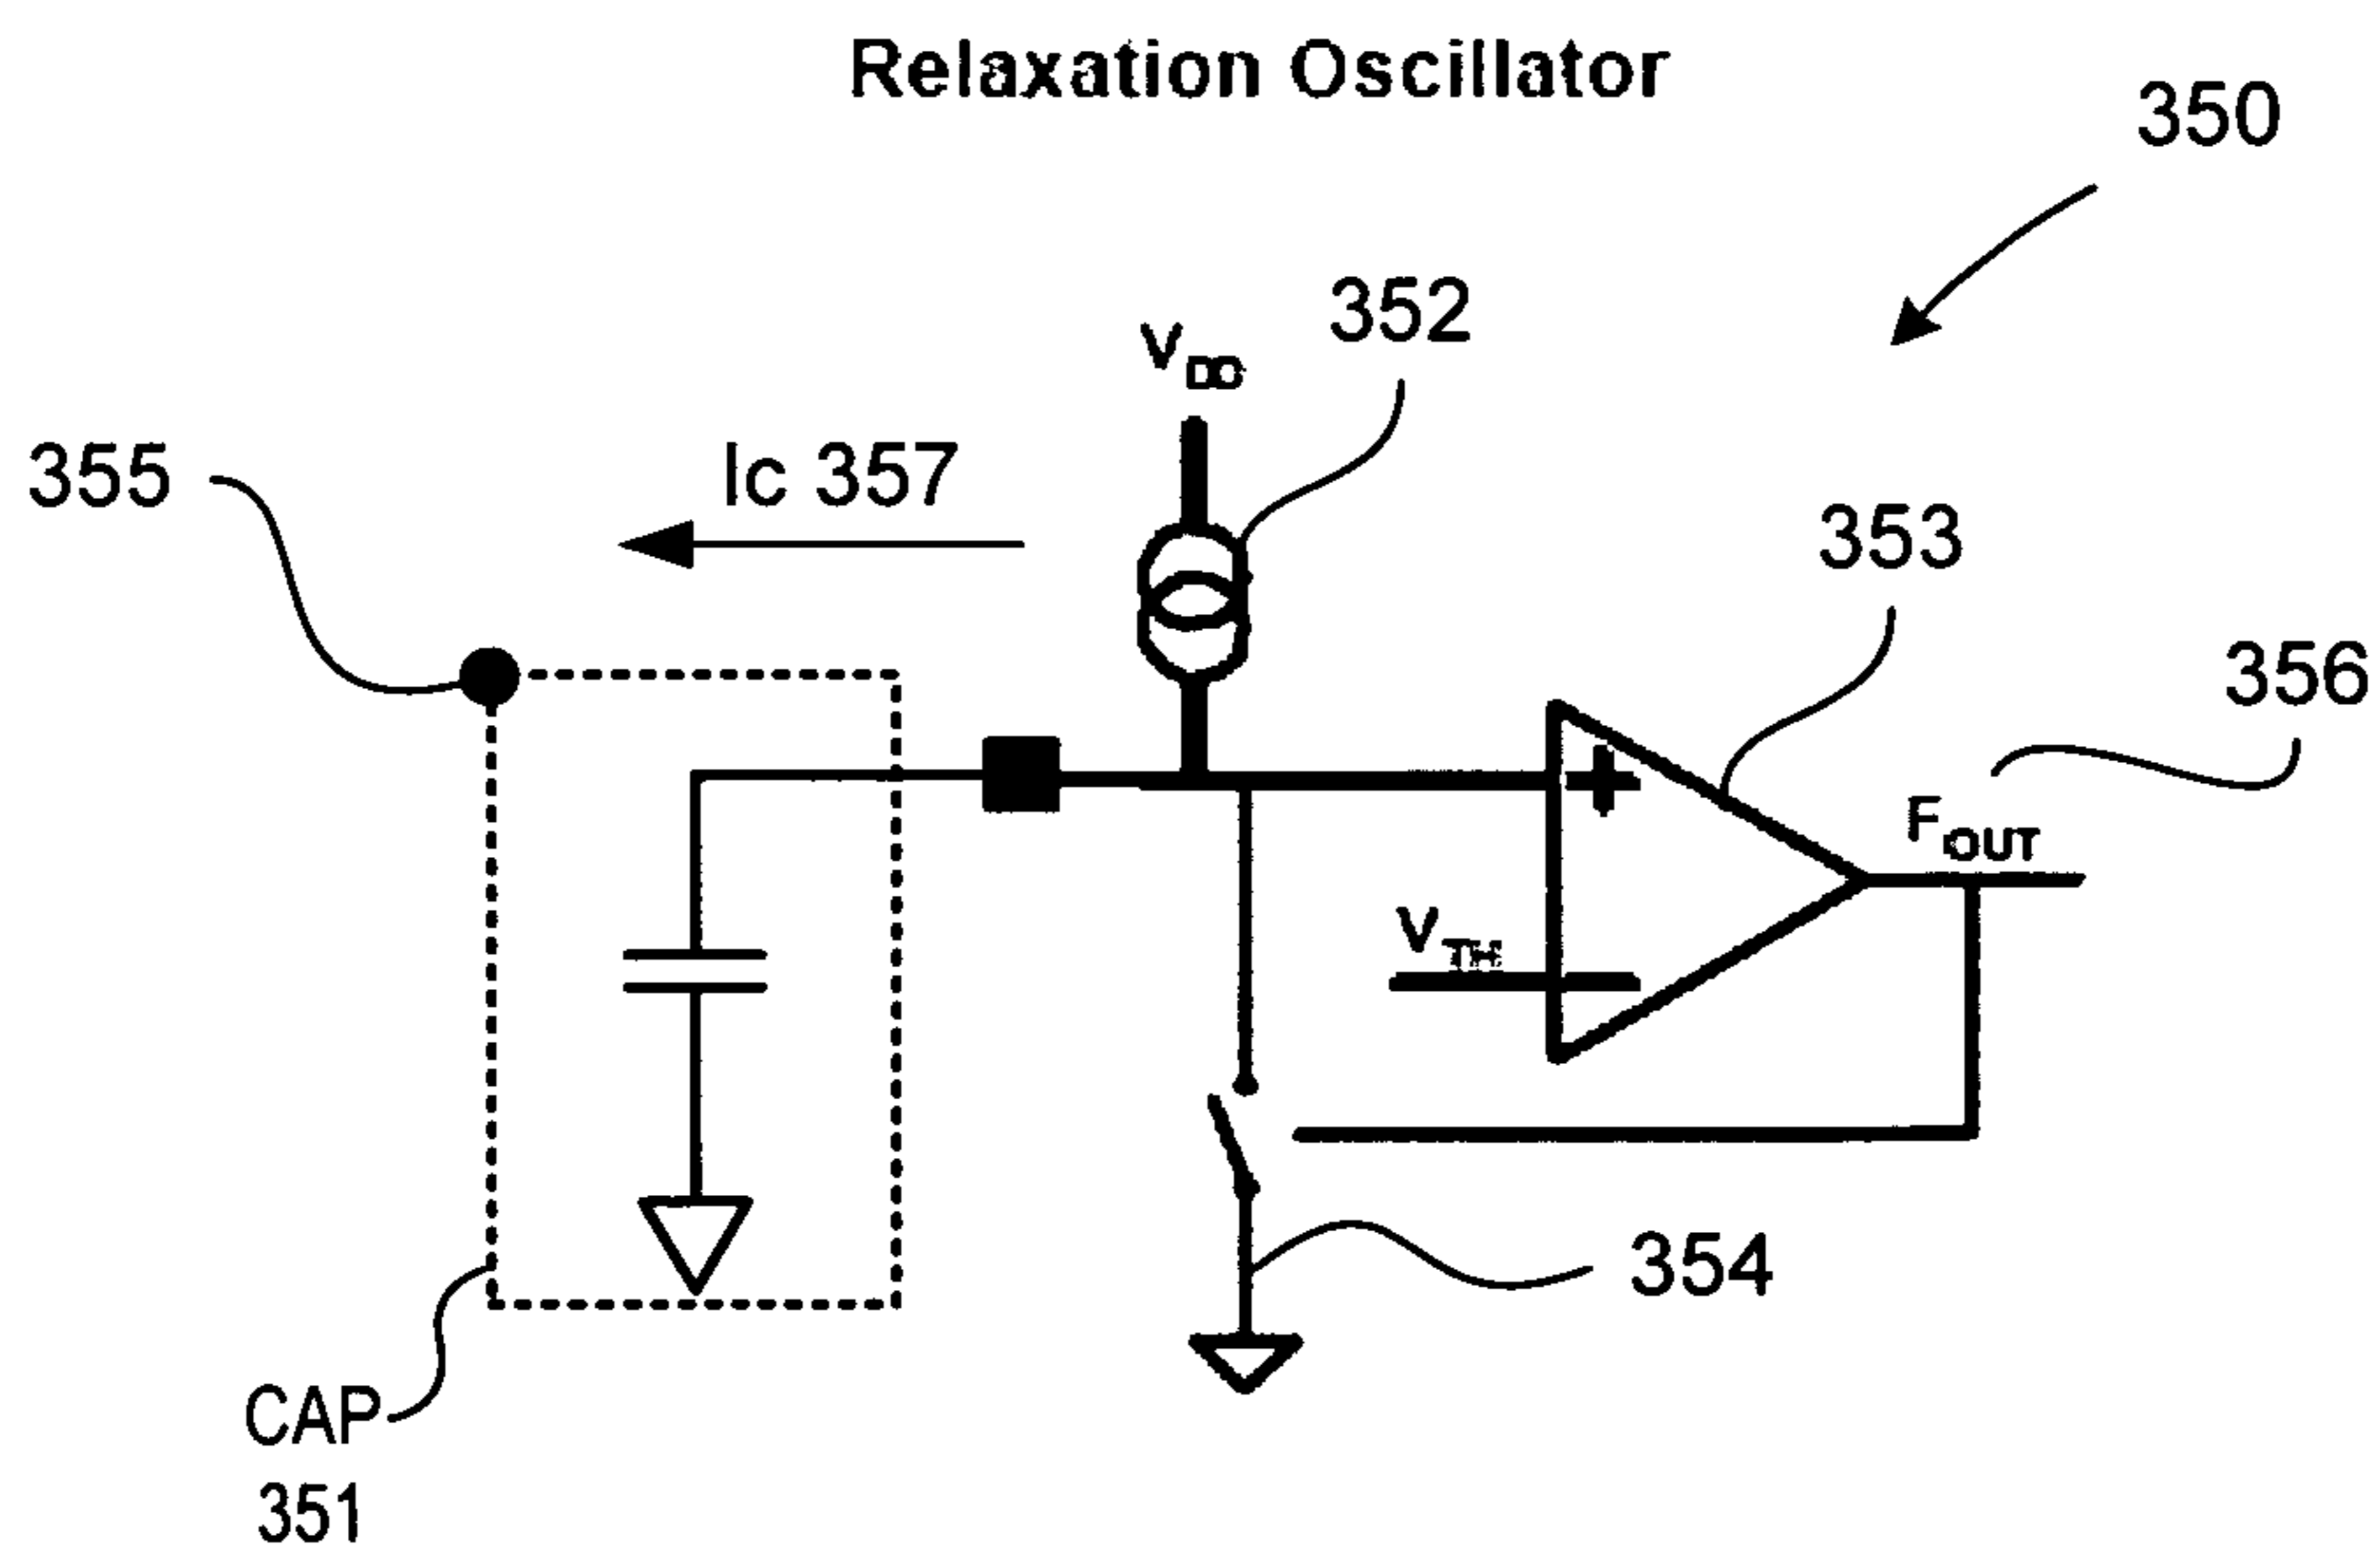 Relaxation Oscillator
350
352
VDD
355
Ic 357
353
356
+
FOUT
VTH
354
CAP
351